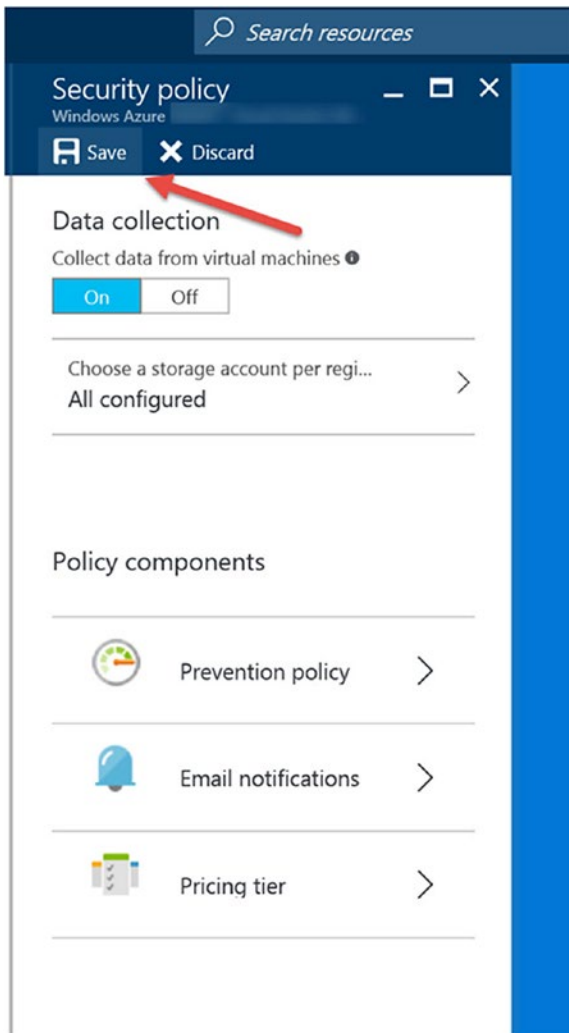 Search resources
Security policy
Windows Azure
Save Discard
Data collection
Collect data from virtual machines
On Off
Choose a storage account per regi...
All configured
Policy components
Prevention policy
Email notifications
Pricing tier